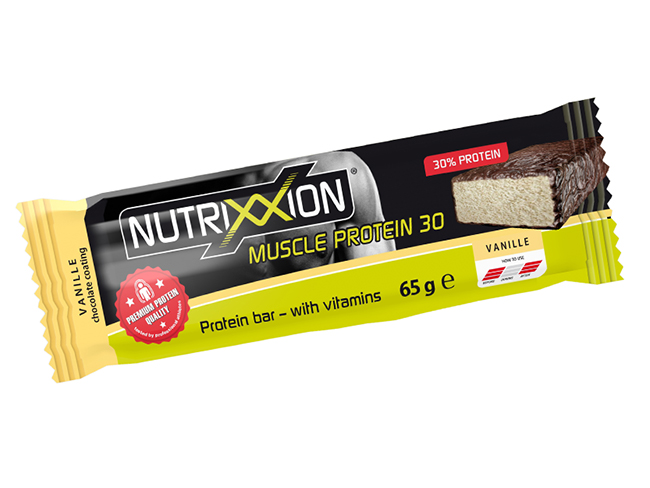 VANILLE
chocolate coating
NUTRIXXION®
MUSCLE PROTEIN 30
30% PROTEIN
VANILLE
HOW TO USE
PREMIUM PROTEIN
QUALITY
Protein bar – with vitamins
65 g e